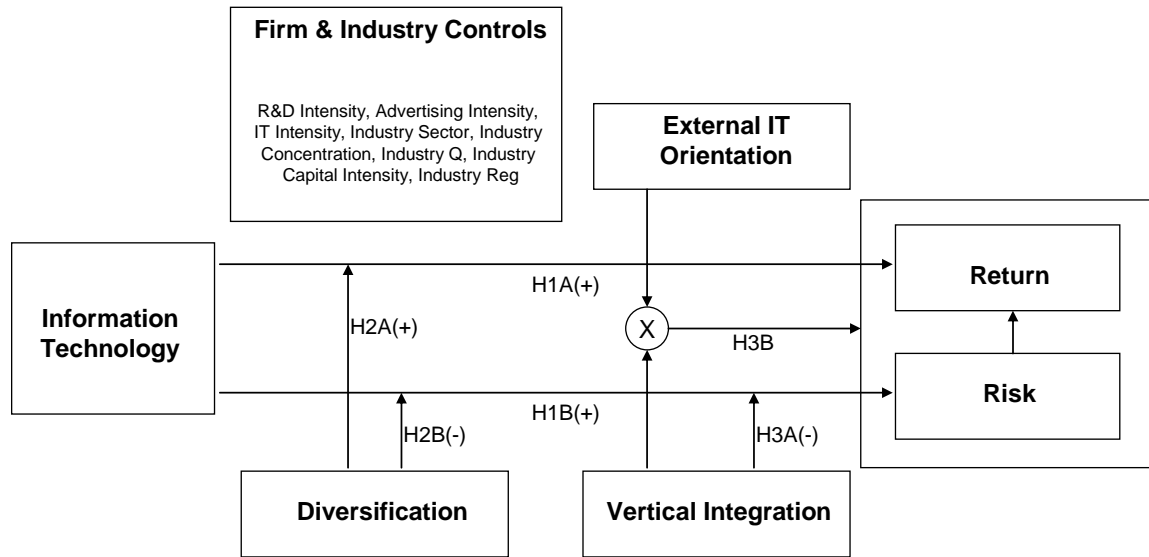 Firm & Industry Controls
R&D Intensity, Advertising Intensity,
IT Intensity, Industry Sector, Industry
Concentration, Industry Q, Industry
Capital Intensity, Industry Reg
External IT
Orientation
Information
Technology
H1A(+)
H2A(+)
X
H3B
Return
H1B(+)
H2B(-)
H3A(-)
Risk
Diversification
Vertical Integration